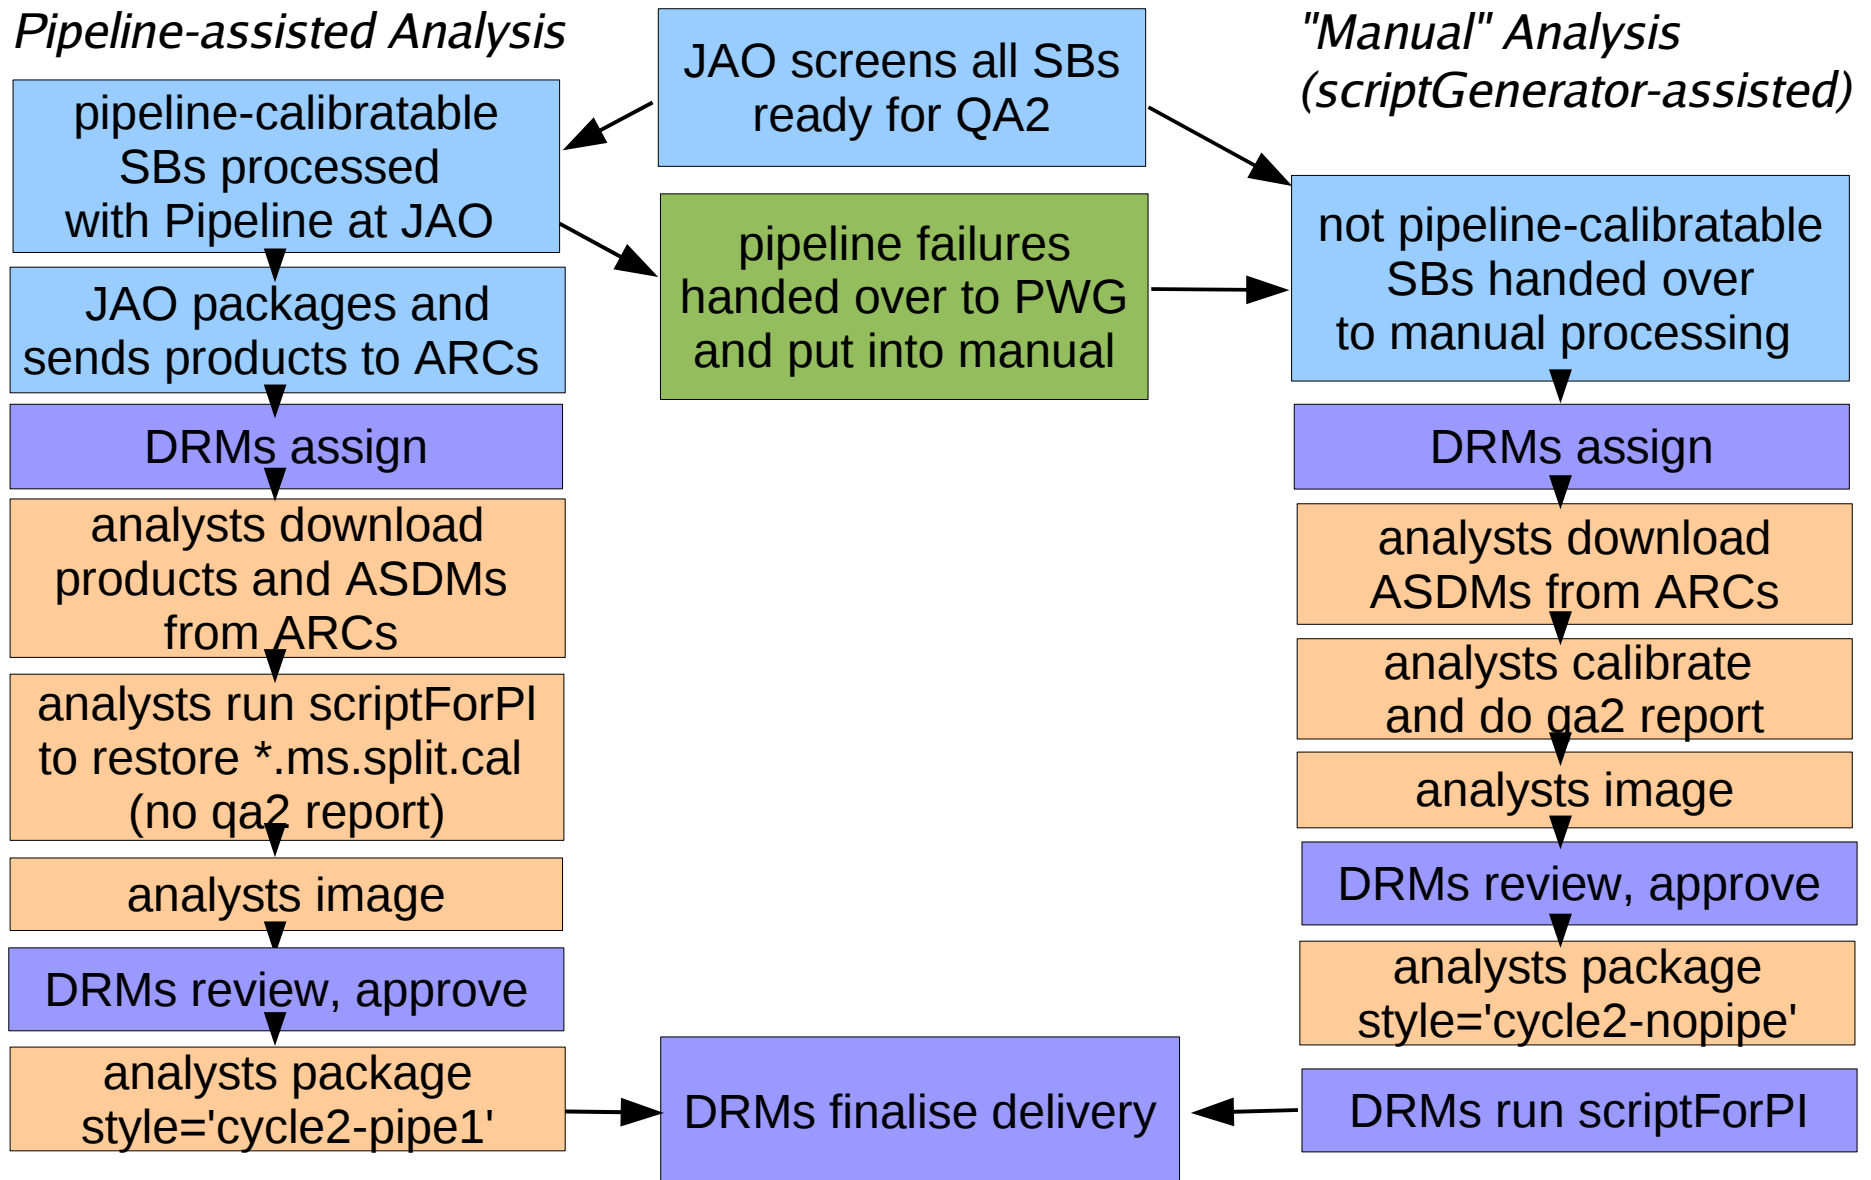 Pipeline-assisted Analysis
pipeline-calibratable
SBs processed
with Pipeline at JAO
JAO packages and
sends products to ARCs
DRMs assign
analysts download
products and ASDMs
from ARCs
analysts run scriptForPI
to restore *.ms.split.cal
(no qa2 report)
analysts image
DRMs review, approve
analysts package
style='cycle2-pipe1'
JAO screens all SBs
ready for QA2
pipeline failures
handed over to PWG
and put into manual
DRMs finalise delivery
"Manual" Analysis
(scriptGenerator-assisted)
not pipeline-calibratable
SBs handed over
to manual processing
DRMs assign
analysts download
ASDMs from ARCs
analysts calibrate
and do qa2 report
analysts image
DRMs review, approve
analysts package
style='cycle2-nopipe'
DRMs run scriptForPI